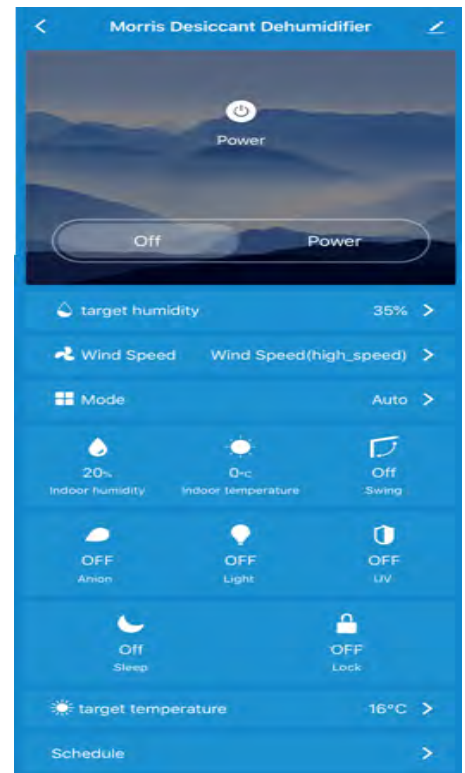 Morris Desiccant Dehumidifier
Power
Off Power
target humidity 35%
Wind Speed Wind Speed(high_speed)
Mode Auto
20% 0°C Off
Indoor humidity Indoor temperature Swing
OFF OFF OFF
Anion Light UV
Off OFF
Sleep Lock
target temperature 16°C
Schedule